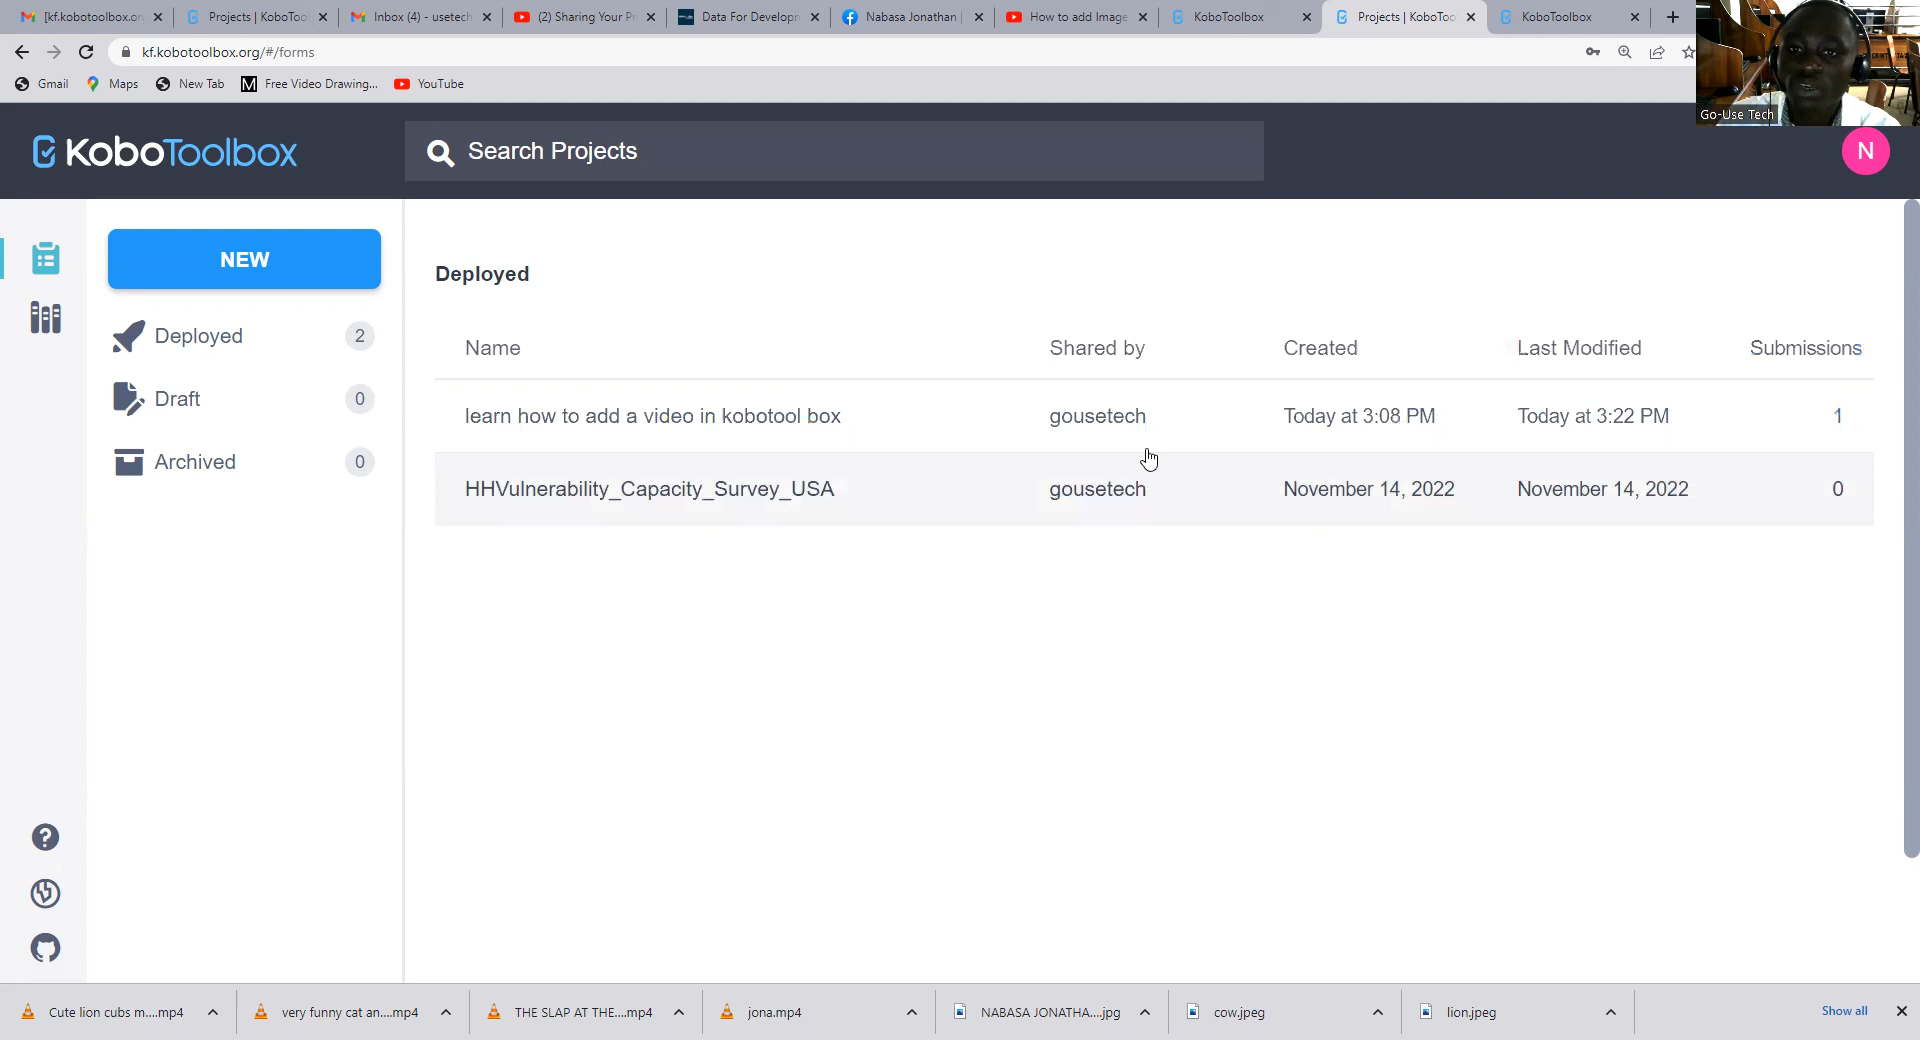 [kf.kobotoolbox.or
Projects | KoboToo
Inbox (4) - usetech
(2) Sharing Your Pr
Data For Developm
Nabasa Jonathan |
How to add Image
KoboToolbox
Projects | KoboToo
KoboToolbox
kf.kobotoolbox.org/#/forms
Gmail
Maps
New Tab
Free Video Drawing...
YouTube
Go-Use Tech
KoboToolbox
Search Projects
N
NEW
Deployed 2
Draft 0
Archived 0
Deployed
Name Shared by Created Last Modified Submissions
learn how to add a video in kobotool box gousetech Today at 3:08 PM Today at 3:22 PM 1
HHVulnerability_Capacity_Survey_USA gousetech November 14, 2022 November 14, 2022 0
Cute lion cubs m....mp4
very funny cat an....mp4
THE SLAP AT THE....mp4
jona.mp4
NABASA JONATHA....jpg
cow.jpeg
lion.jpeg
Show all